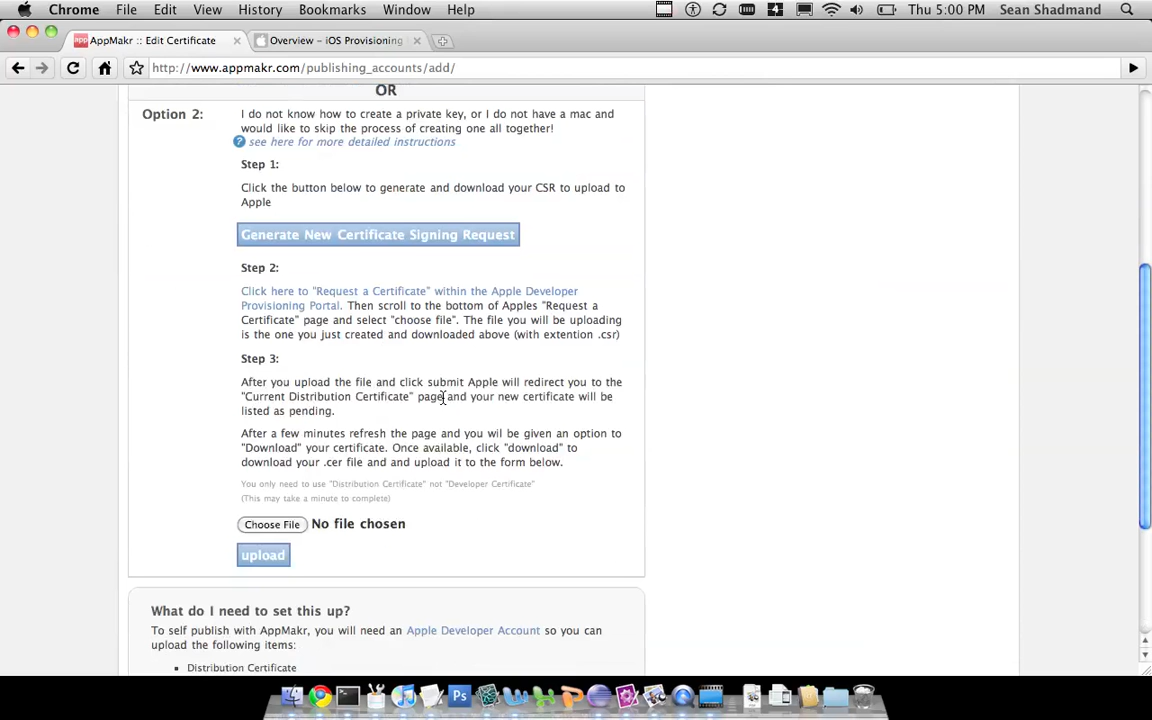 Chrome File Edit View History Bookmarks Window Help
4
Thu 5:00 PM Sean Shadmand
app
AppMakr :: Edit Certificate
Overview – iOS Provisioning
http://www.appmakr.com/publishing_accounts/add/
OR
Option 2:
I do not know how to create a private key, or I do not have a mac and
would like to skip the process of creating one all together!
? see here for more detailed instructions
Step 1:
Click the button below to generate and download your CSR to upload to
Apple
Generate New Certificate Signing Request
Step 2:
Click here to "Request a Certificate" within the Apple Developer
Provisioning Portal. Then scroll to the bottom of Apples "Request a
Certificate" page and select "choose file". The file you will be uploading
is the one you just created and downloaded above (with extention .csr)
Step 3:
After you upload the file and click submit Apple will redirect you to the
"Current Distribution Certificate" page and your new certificate will be
listed as pending.
After a few minutes refresh the page and you wil be given an option to
"Download" your certificate. Once available, click "download" to
download your .cer file and and upload it to the form below.
You only need to use "Distribution Certificate" not "Developer Certificate"
(This may take a minute to complete)
Choose File No file chosen
upload
What do I need to set this up?
To self publish with AppMakr, you will need an Apple Developer Account so you can
upload the following items:
Distribution Certificate
Ps